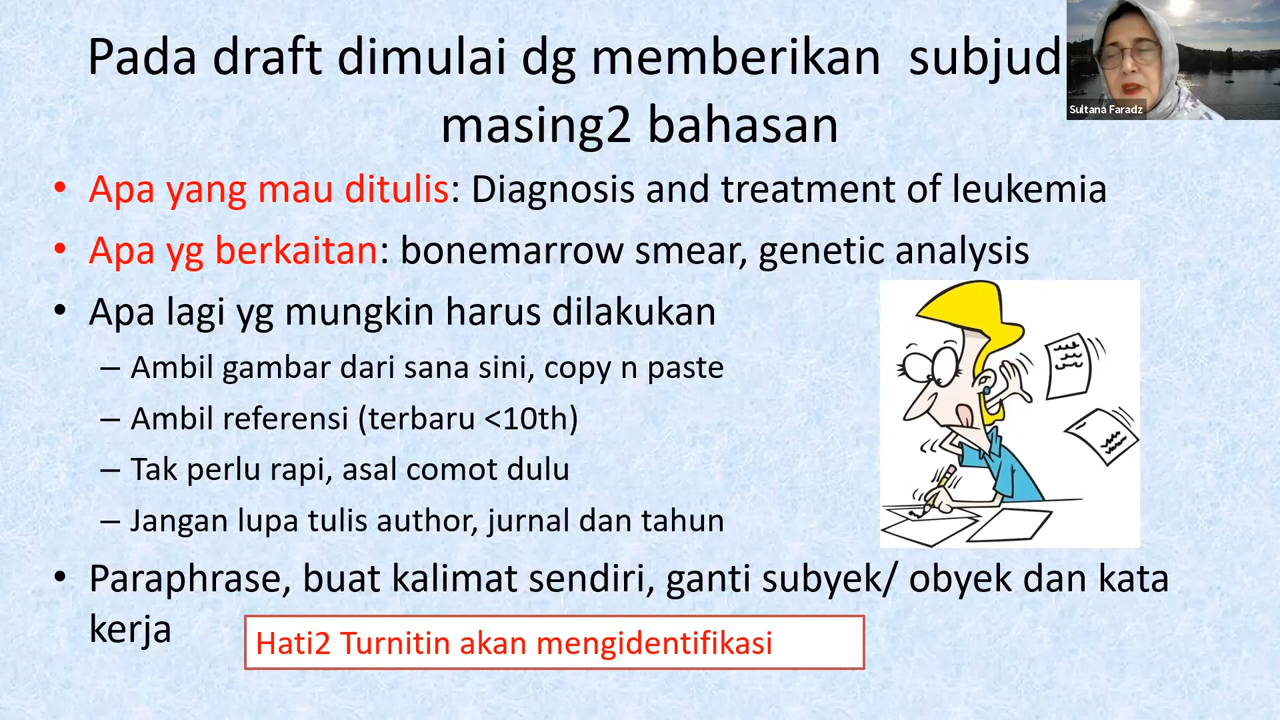 Pada draft dimulai dg memberikan subjud
masing2 bahasan
Sultana Faradz
• Apa yang mau ditulis: Diagnosis and treatment of leukemia
• Apa yg berkaitan: bonemarrow smear, genetic analysis
• Apa lagi yg mungkin harus dilakukan
– Ambil gambar dari sana sini, copy n paste
– Ambil referensi (terbaru <10th)
– Tak perlu rapi, asal comot dulu
– Jangan lupa tulis author, jurnal dan tahun
• Paraphrase, buat kalimat sendiri, ganti subyek/ obyek dan kata
kerja
Hati2 Turnitin akan mengidentifikasi